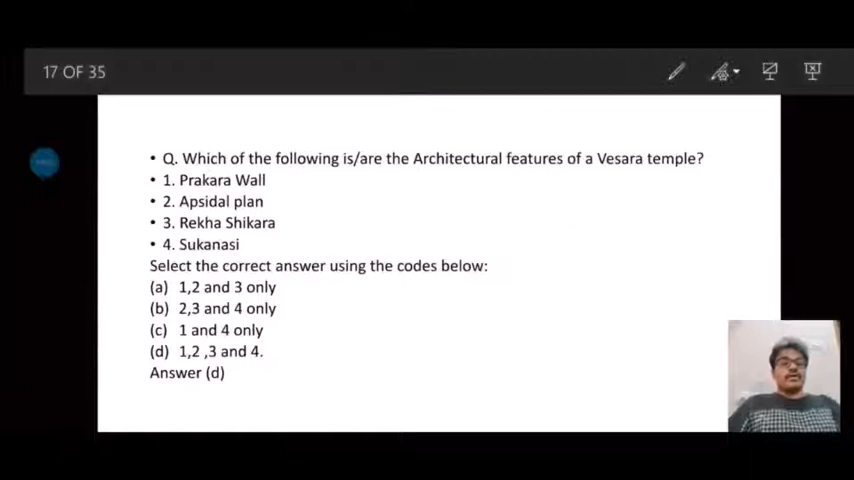 17 OF 35
• Q. Which of the following is/are the Architectural features of a Vesara temple?
• 1. Prakara Wall
• 2. Apsidal plan
• 3. Rekha Shikara
• 4. Sukanasi
Select the correct answer using the codes below:
(a) 1,2 and 3 only
(b) 2,3 and 4 only
(c) 1 and 4 only
(d) 1,2 ,3 and 4.
Answer (d)